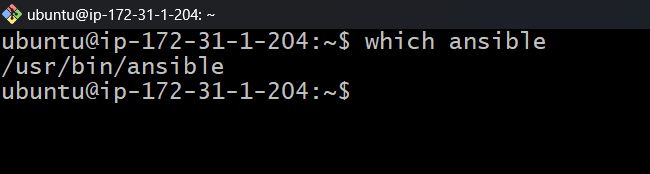 ubuntu@ip-172-31-1-204: ~
ubuntu@ip-172-31-1-204:~$ which ansible
/usr/bin/ansible
ubuntu@ip-172-31-1-204:~$